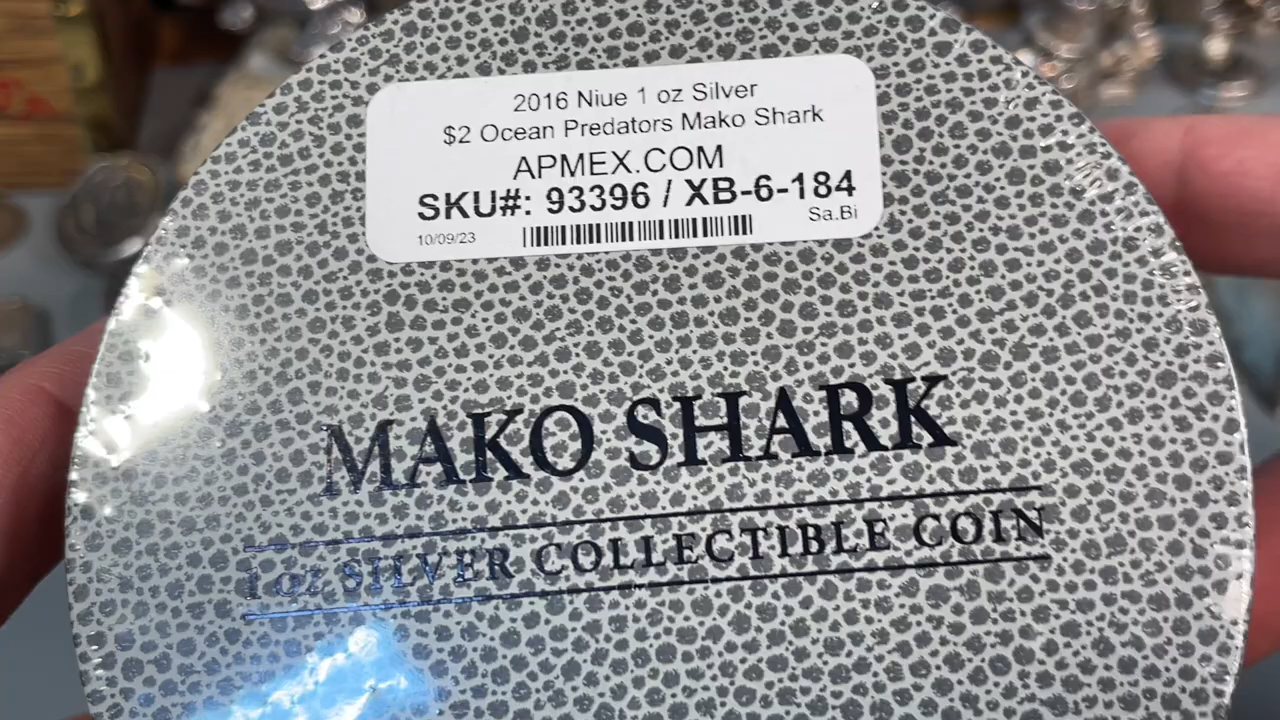 2016 Niue 1 oz Silver
$2 Ocean Predators Mako Shark
APMEX.COM
SKU#: 93396 / XB-6-184
10/09/23
Sa.Bi
MAKO SHARK
1 oz SILVER COLLECTIBLE COIN